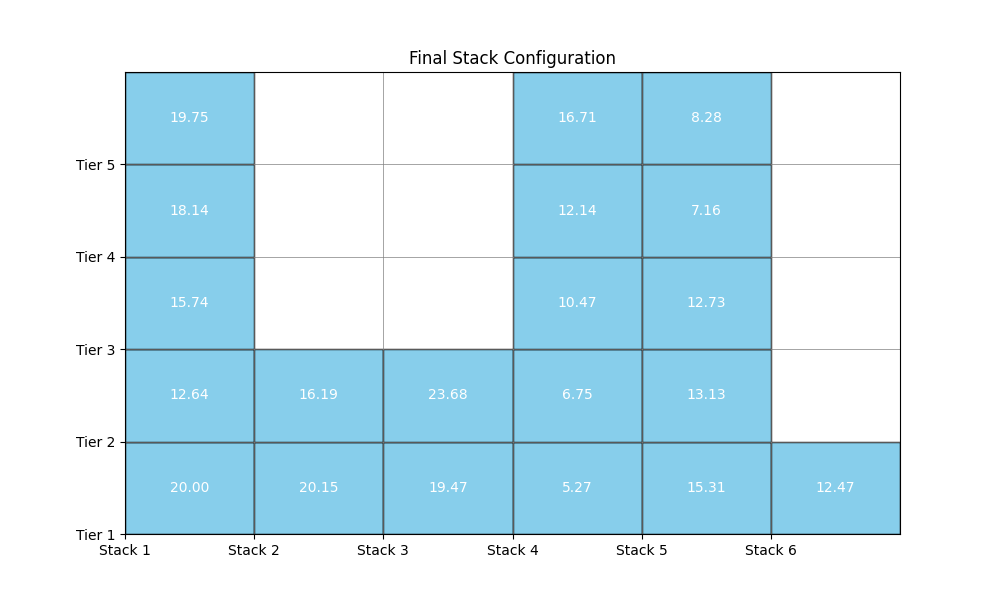 Final Stack Configuration
19.75 16.71 8.28
Tier 5
18.14 12.14 7.16
Tier 4
15.74 10.47 12.73
Tier 3
12.64 16.19 23.68 6.75 13.13
Tier 2
20.00 20.15 19.47 5.27 15.31 12.47
Tier 1
Stack 1 Stack 2 Stack 3 Stack 4 Stack 5 Stack 6